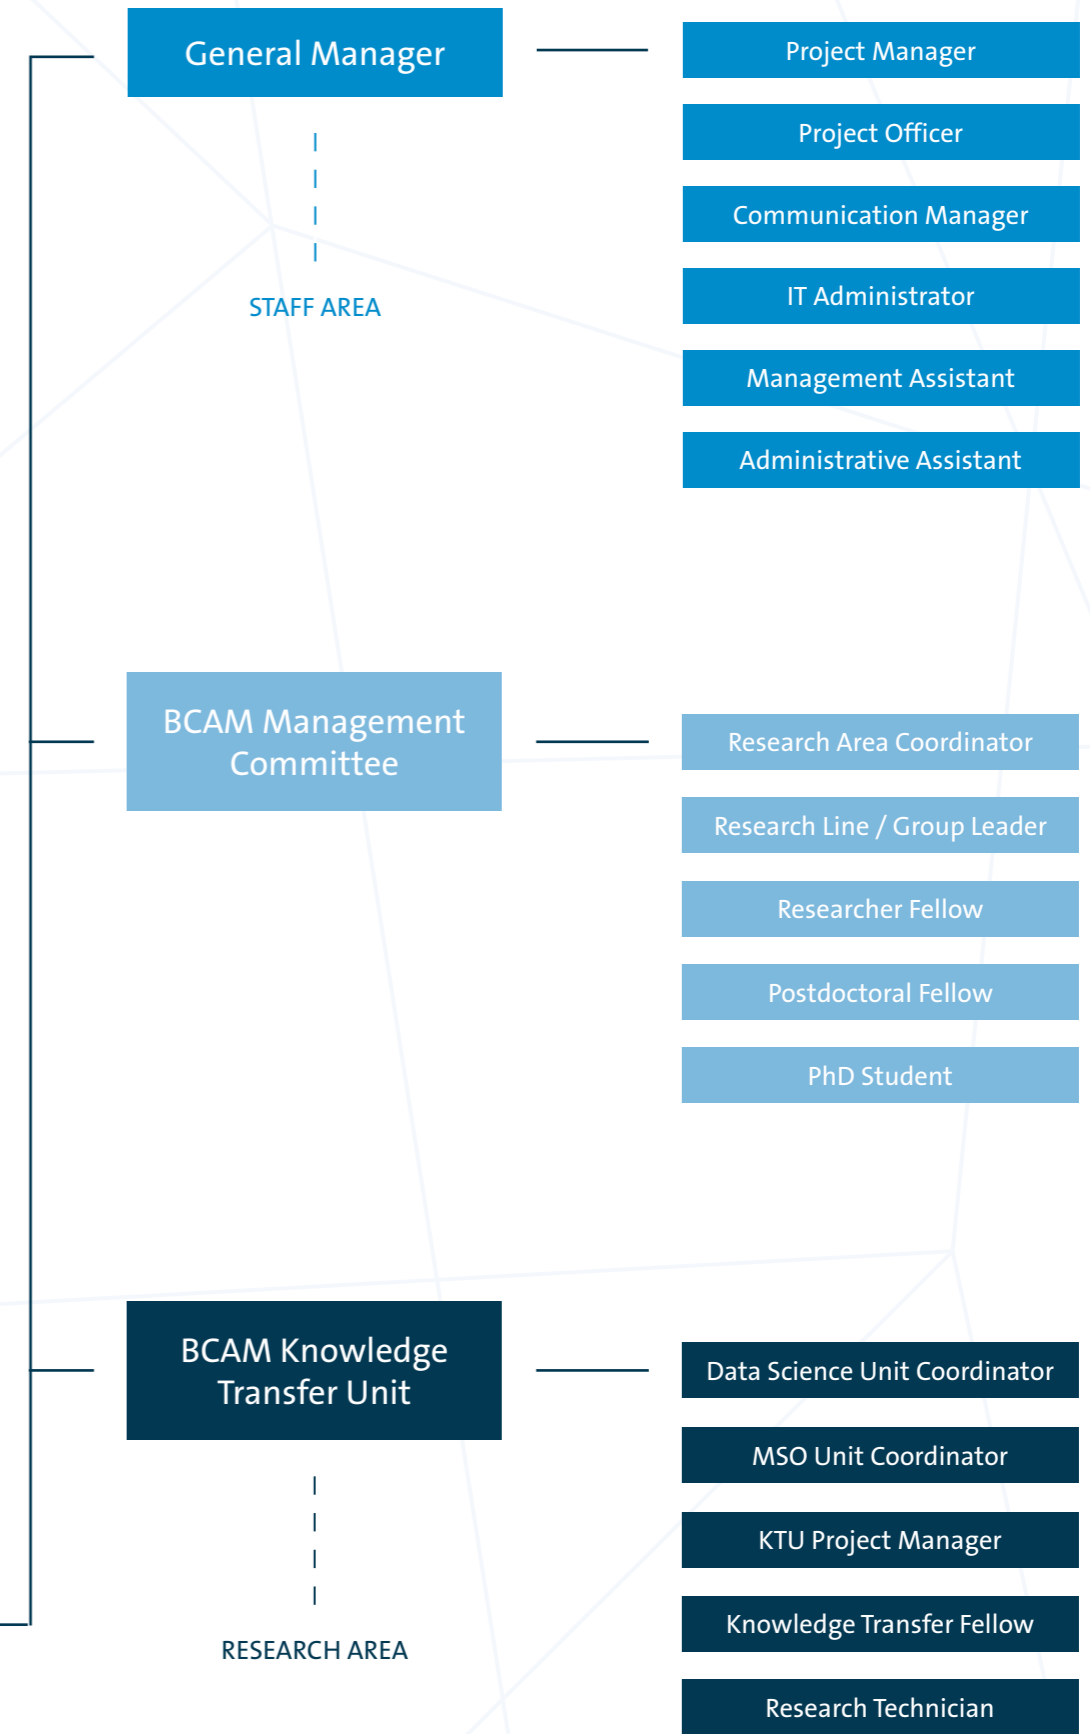 General Manager
Project Manager
Project Officer
Communication Manager
IT Administrator
Management Assistant
Administrative Assistant
STAFF AREA
BCAM Management
Committee
Research Area Coordinator
Research Line / Group Leader
Researcher Fellow
Postdoctoral Fellow
PhD Student
BCAM Knowledge
Transfer Unit
Data Science Unit Coordinator
MSO Unit Coordinator
KTU Project Manager
Knowledge Transfer Fellow
Research Technician
RESEARCH AREA